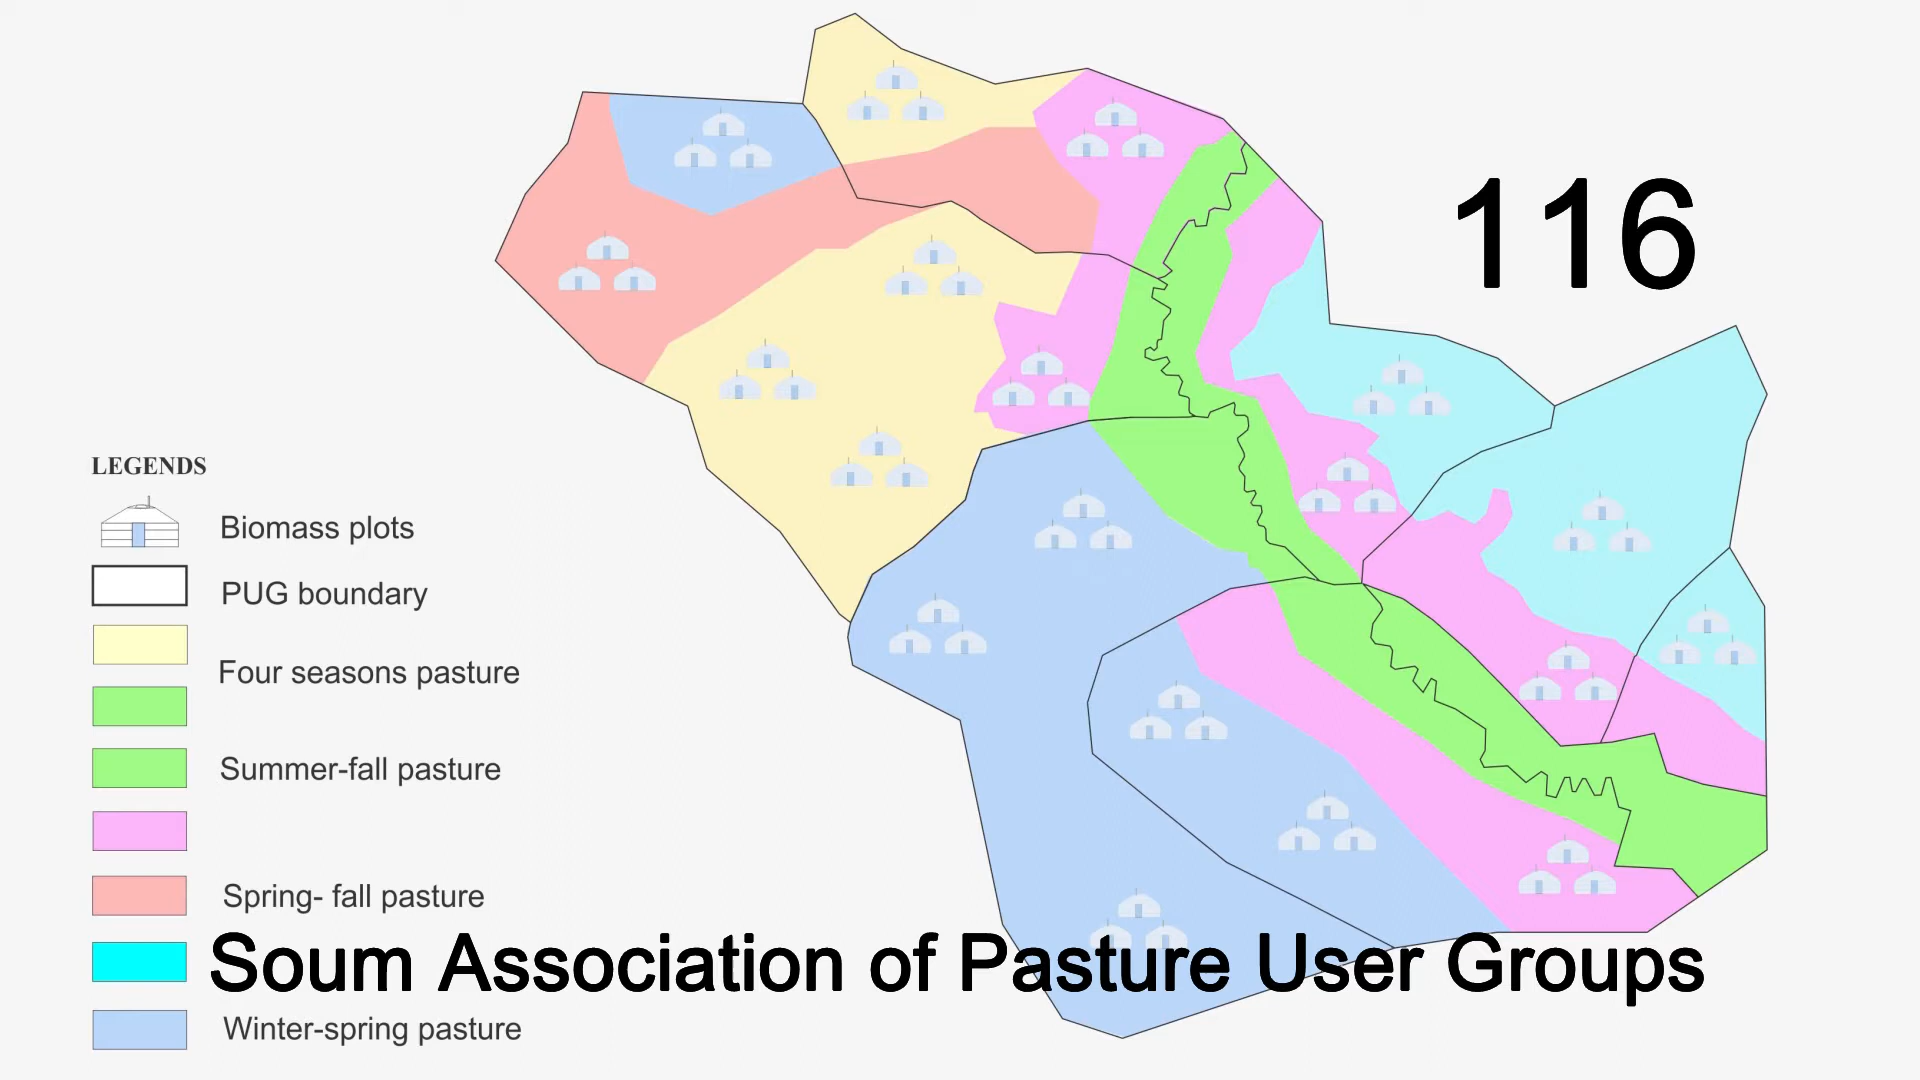 116
LEGENDS
Biomass plots
PUG boundary
Four seasons pasture
Summer-fall pasture
Spring- fall pasture
Soum Association of Pasture User Groups
Winter-spring pasture